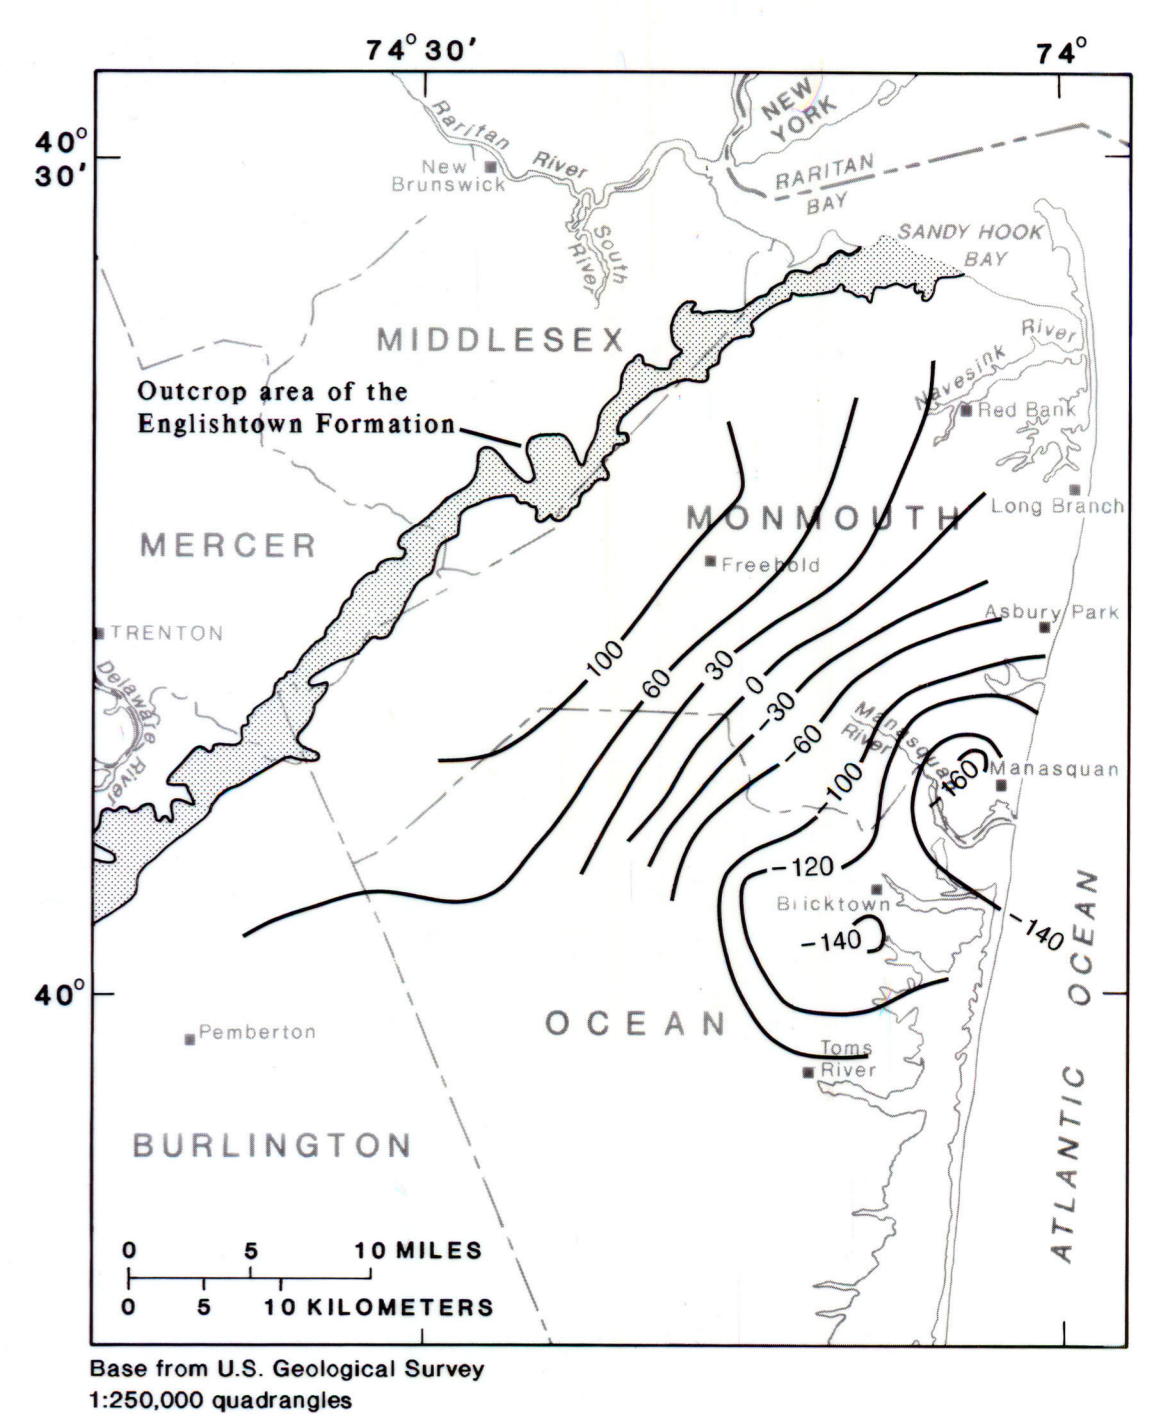 74° 30'
74°
40°
30'
NEW
YORK
Raritan
River
New
Brunswick
RARITAN
BAY
South
River
SANDY HOOK
BAY
MIDDLESEX
River
Navesink
Outcrop area of the
Englishtown Formation
Red Bank
Long Branch
MONMOUTH
MERCER
Freehold
Asbury Park
TRENTON
100
60
30
0
-30
-60
-100
Delaware
River
Manasquan
River
-160
Manasquan
-120
Bricktown
-140
-140
40°
Pemberton
OCEAN
Toms
River
ATLANTIC OCEAN
BURLINGTON
0 5 10 MILES
0 5 10 KILOMETERS
Base from U.S. Geological Survey
1:250,000 quadrangles